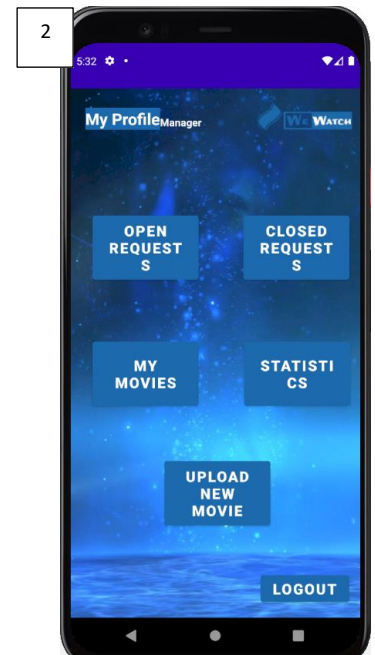 2
5:32
My Profile Manager
WE WATCH
OPEN
REQUEST
S
CLOSED
REQUEST
S
MY
MOVIES
STATISTI
CS
UPLOAD
NEW
MOVIE
LOGOUT